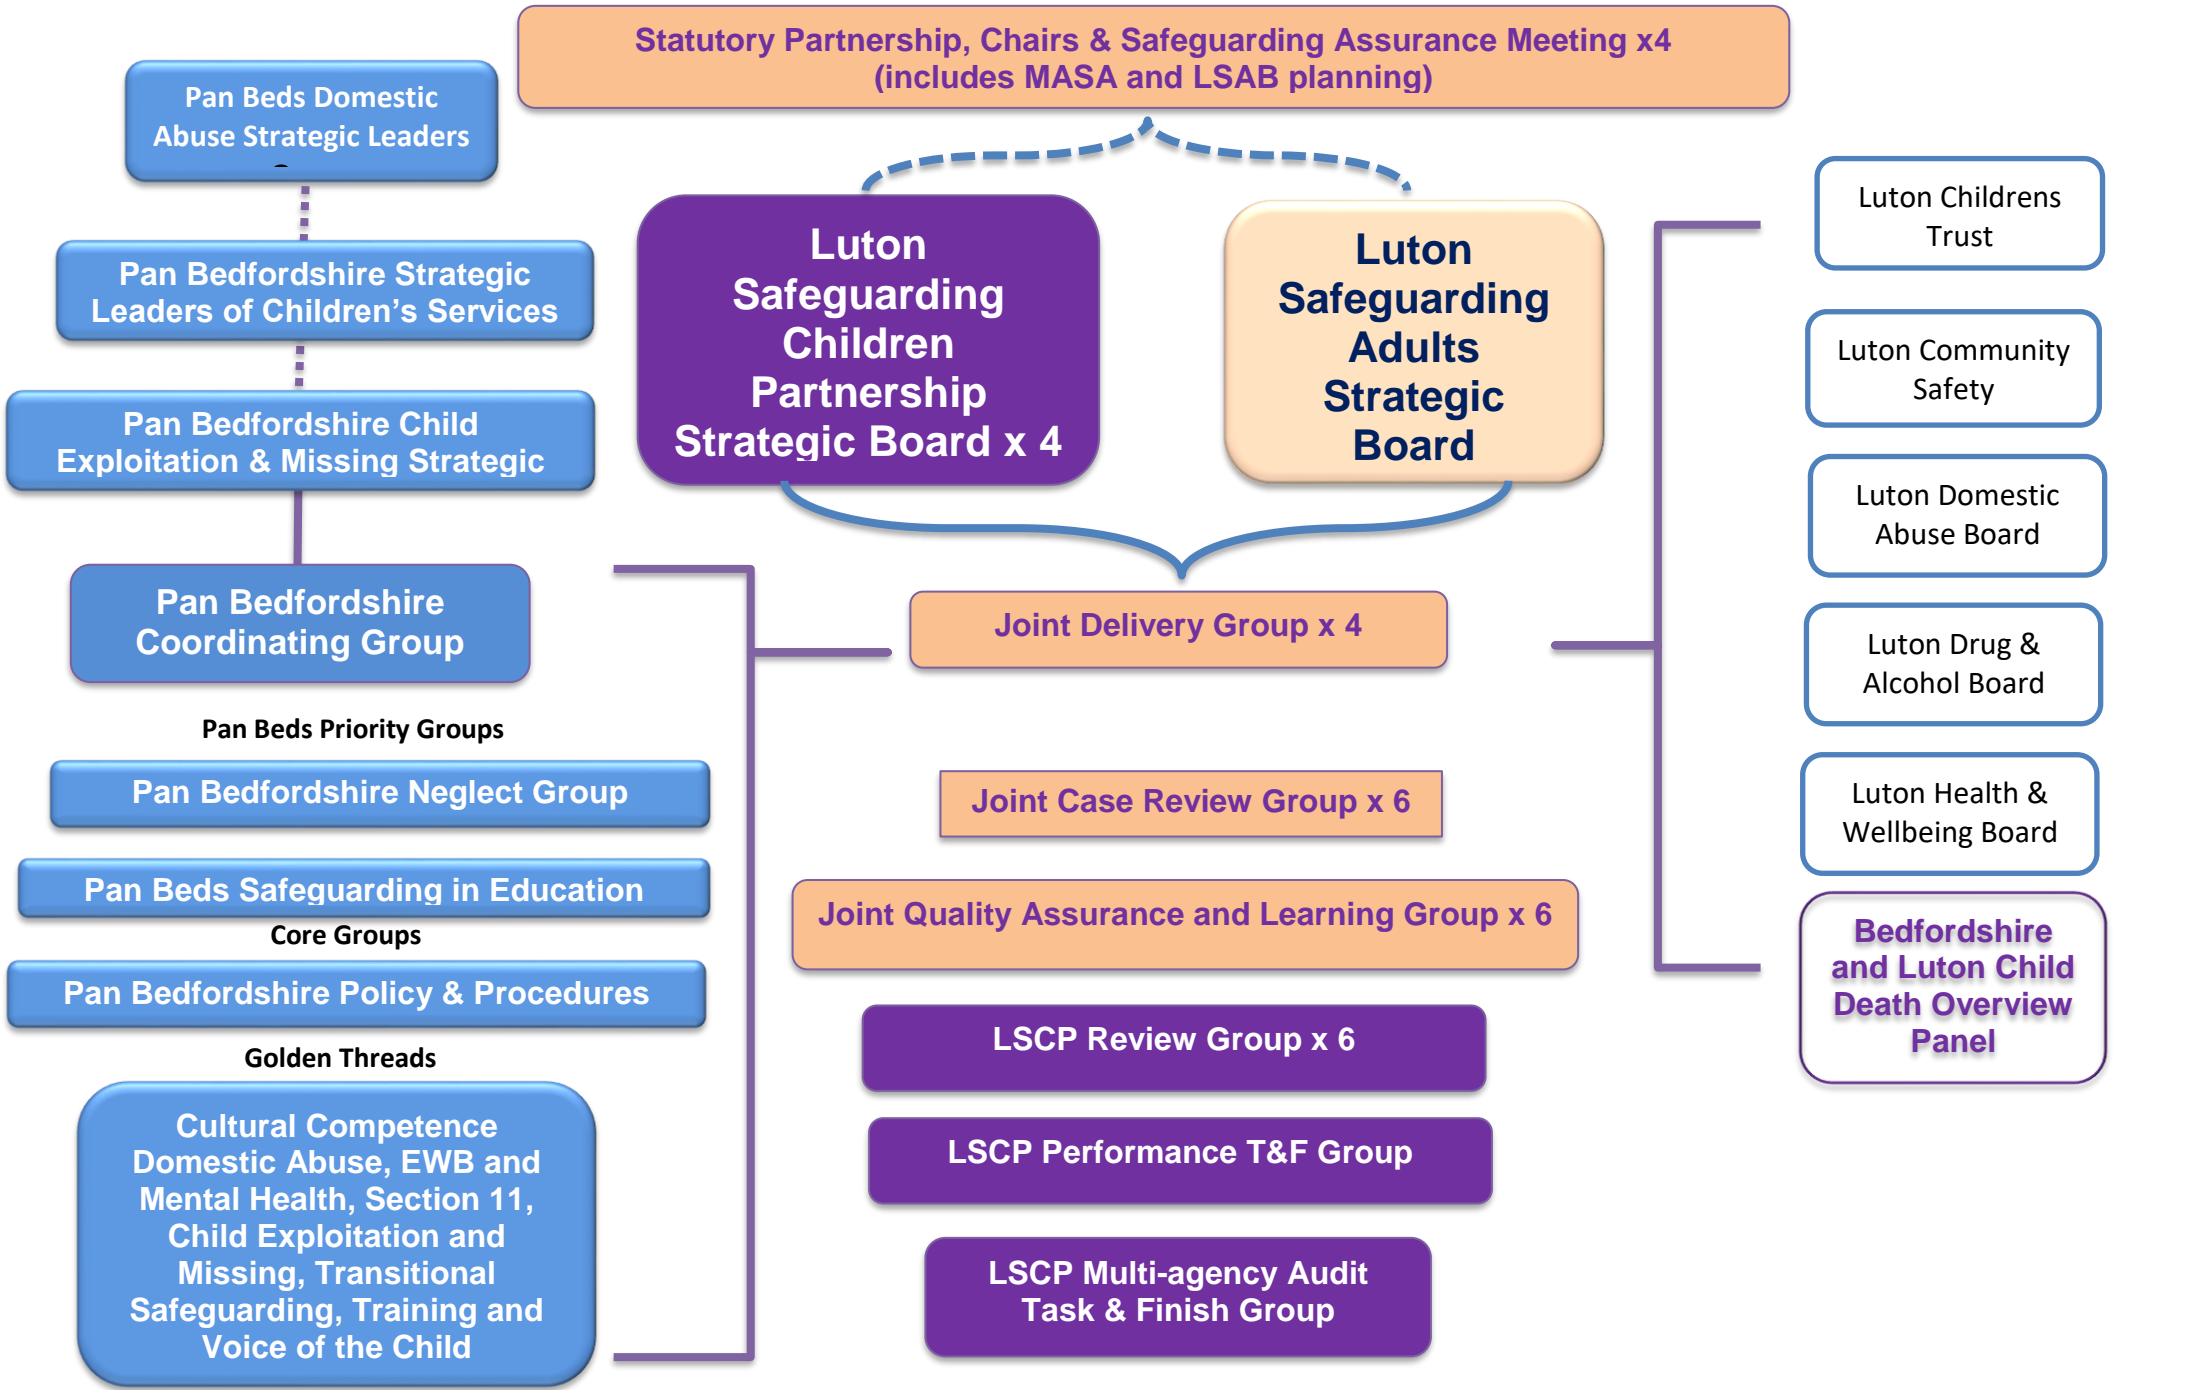 Statutory Partnership, Chairs & Safeguarding Assurance Meeting x4
(includes MASA and LSAB planning)
Pan Beds Domestic
Abuse Strategic Leaders
Pan Bedfordshire Strategic
Leaders of Children’s Services
Pan Bedfordshire Child
Exploitation & Missing Strategic
Pan Bedfordshire
Coordinating Group
Pan Beds Priority Groups
Pan Bedfordshire Neglect Group
Pan Beds Safeguarding in Education
Core Groups
Pan Bedfordshire Policy & Procedures
Golden Threads
Cultural Competence
Domestic Abuse, EWB and
Mental Health, Section 11,
Child Exploitation and
Missing, Transitional
Safeguarding, Training and
Voice of the Child
Luton
Safeguarding
Children
Partnership
Strategic Board x 4
Luton
Safeguarding
Adults
Strategic
Board
Joint Delivery Group x 4
Joint Case Review Group x 6
Joint Quality Assurance and Learning Group x 6
LSCP Review Group x 6
LSCP Performance T&F Group
LSCP Multi-agency Audit
Task & Finish Group
Luton Childrens
Trust
Luton Community
Safety
Luton Domestic
Abuse Board
Luton Drug &
Alcohol Board
Luton Health &
Wellbeing Board
Bedfordshire
and Luton Child
Death Overview
Panel